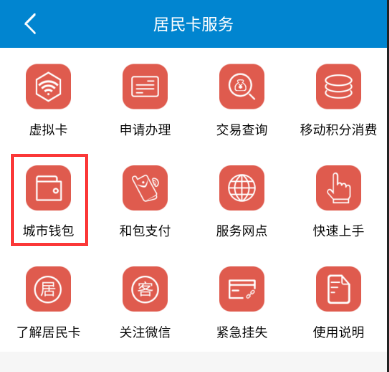 居民卡服务
虚拟卡 申请办理 交易查询 移动积分消费
城市钱包 和包支付 服务网点 快速上手
居 客
了解居民卡 关注微信 紧急挂失 使用说明